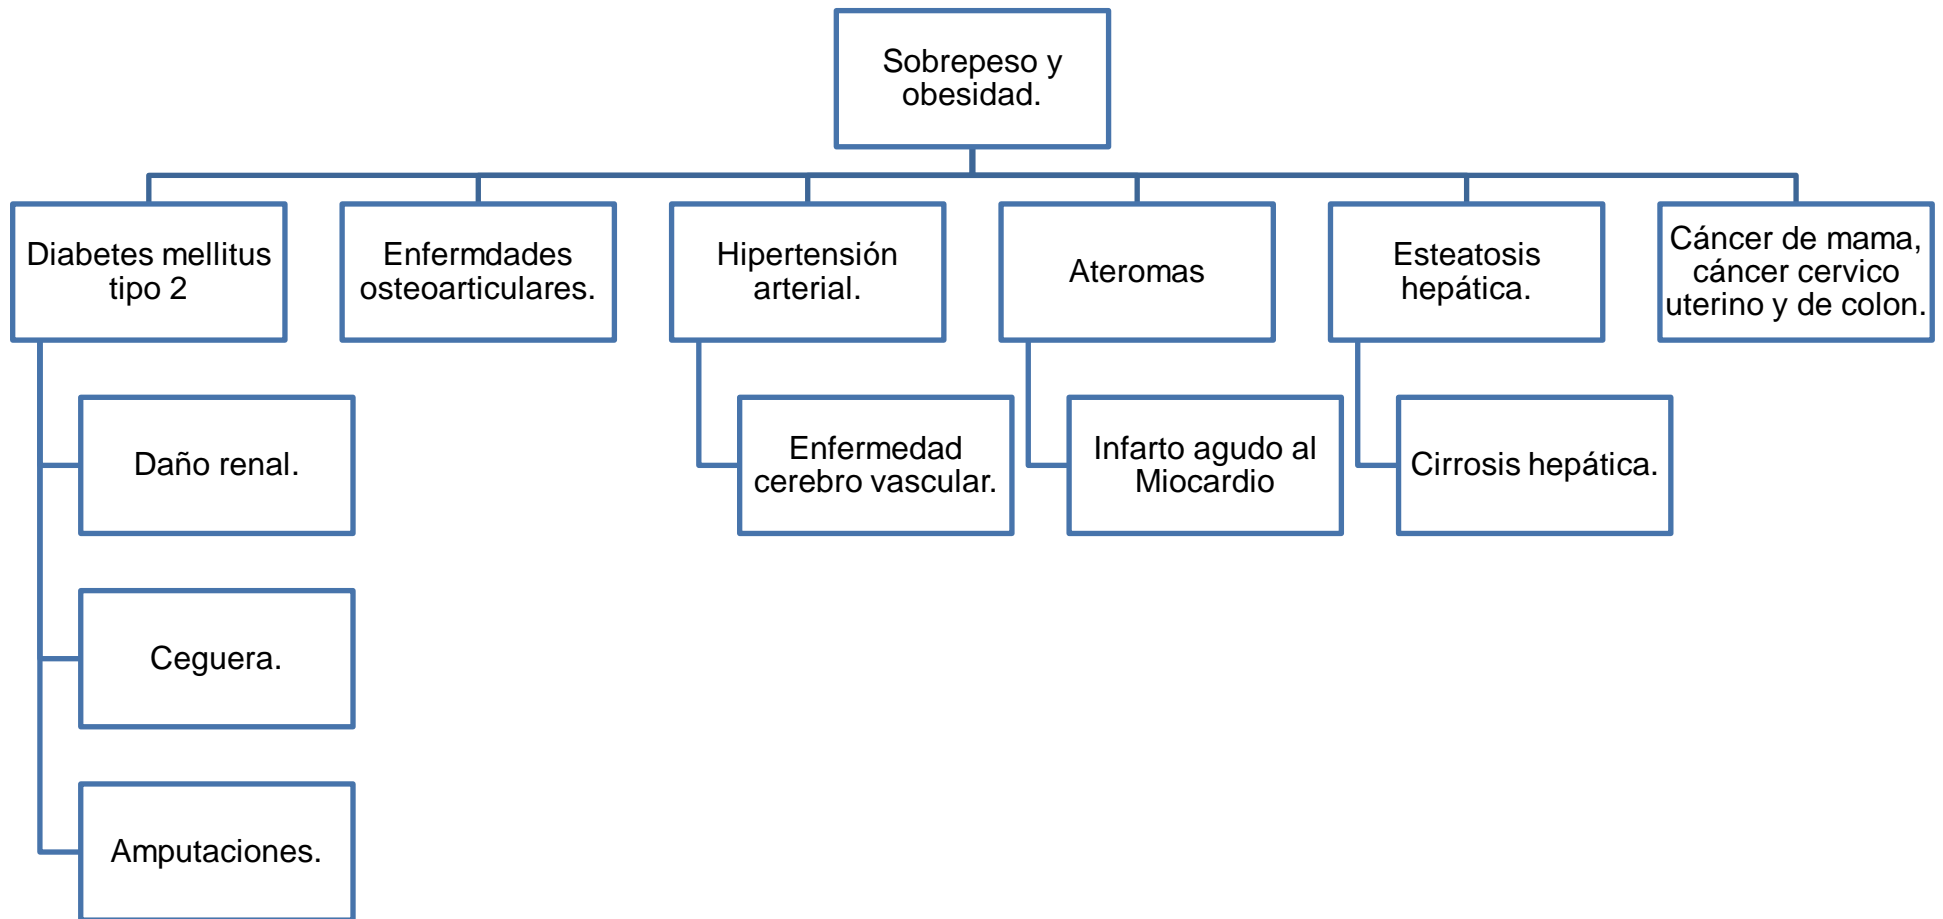 Sobrepeso y
obesidad.
Diabetes mellitus
tipo 2
Enfermdades
osteoarticulares.
Hipertensión
arterial.
Ateromas
Esteatosis
hepática.
Cáncer de mama,
cáncer cervico
uterino y de colon.
Daño renal.
Enfermedad
cerebro vascular.
Infarto agudo al
Miocardio
Cirrosis hepática.
Ceguera.
Amputaciones.